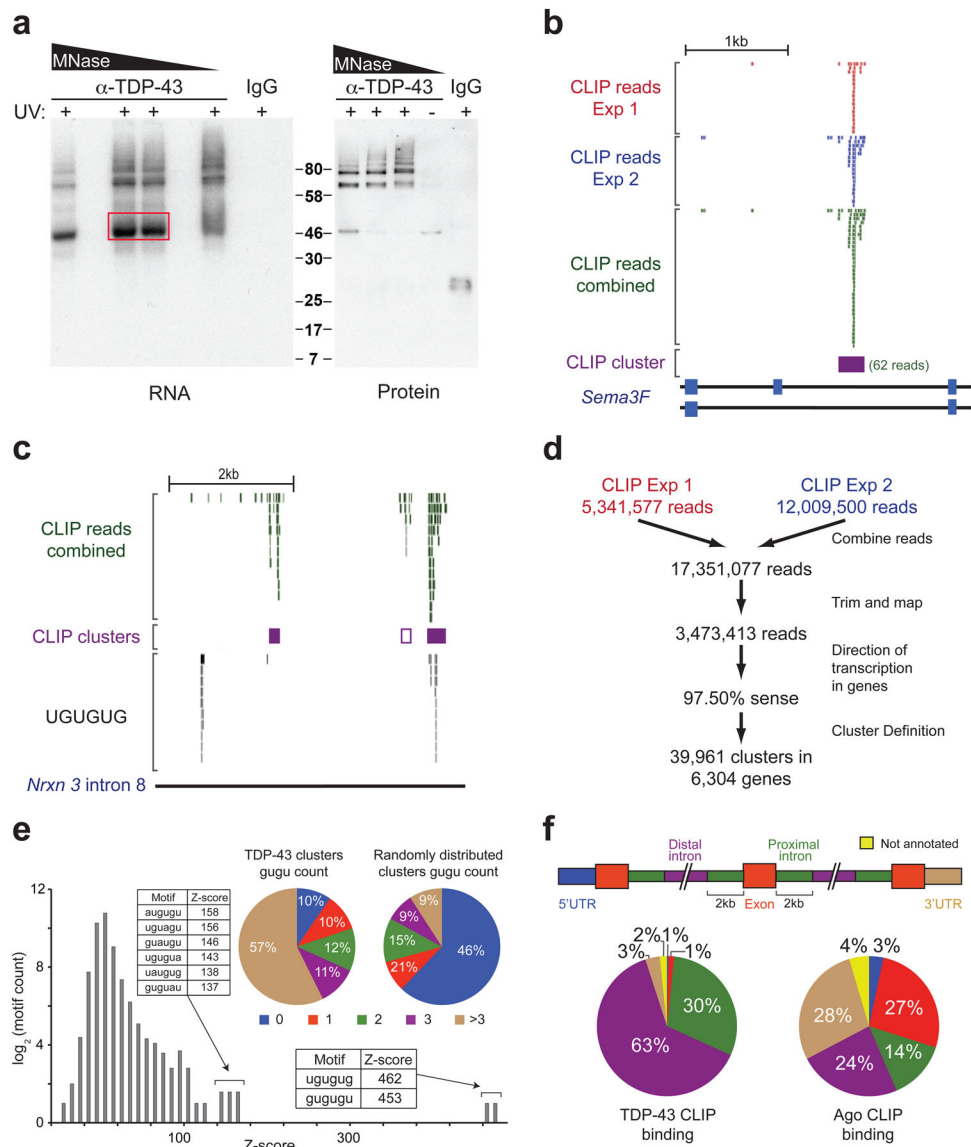 a
MNase
α-TDP-43
IgG
UV: + + + + +
RNA
80
58
46
30
25
17
7
MNase
α-TDP-43
IgG
+ + + - +
Protein
b
1kb
CLIP reads
Exp 1
CLIP reads
Exp 2
CLIP reads
combined
CLIP cluster
(62 reads)
Sema3F
c
2kb
CLIP reads
combined
CLIP clusters
UGUGUG
Nrxn 3 intron 8
d
CLIP Exp 1
5,341,577 reads
CLIP Exp 2
12,009,500 reads
Combine reads
17,351,077 reads
Trim and map
3,473,413 reads
Direction of
transcription
in genes
97.50% sense
Cluster Definition
39,961 clusters in
6,304 genes
e
log2 (motif count)
12
8
4
0
100
300
Z-score
Motif Z-score
augugu 158
ugugua 156
guaugu 146
gugugua 143
uaugug 138
guguau 137
TDP-43 clusters
gugu count
10%
10%
12%
11%
57%
Randomly distributed
clusters gugu count
9%
9%
15%
21%
46%
0 1 2 3 >3
Motif Z-score
ugugug 462
gugugu 453
f
Not annotated
Distal
intron
Proximal
intron
5'UTR
2kb
Exon
2kb
3'UTR
3%
2%
1%
1%
30%
63%
TDP-43 CLIP
binding
4%
3%
27%
14%
24%
28%
Ago CLIP
binding